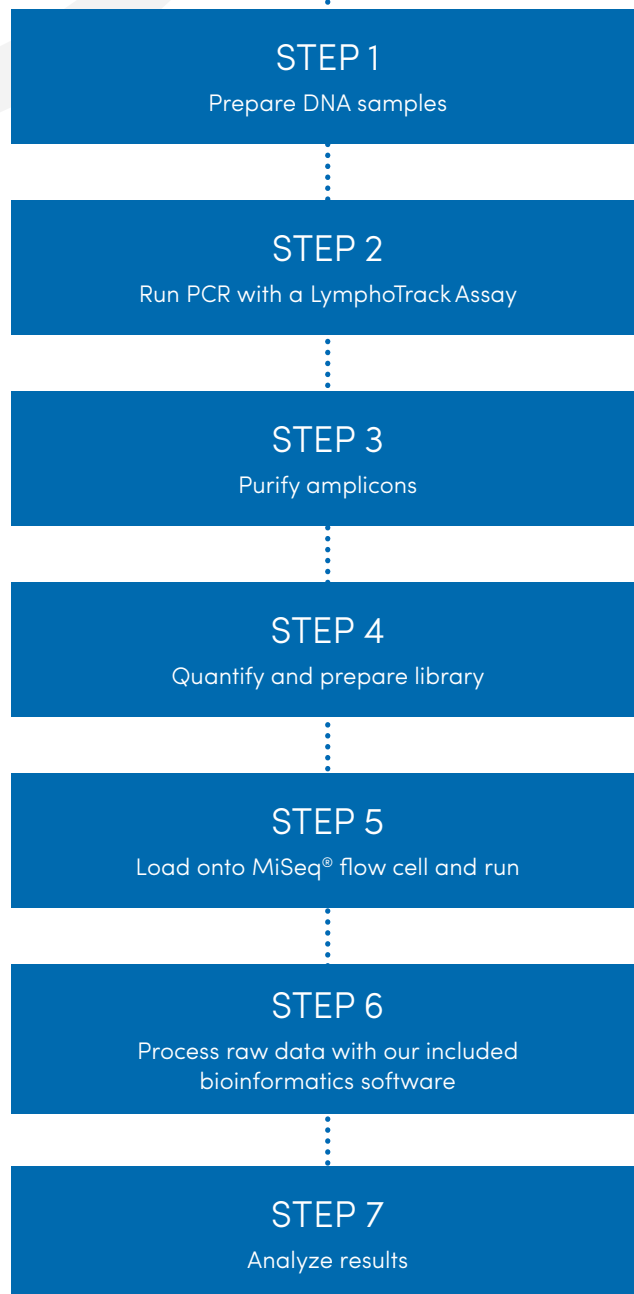 STEP 1
Prepare DNA samples
STEP 2
Run PCR with a LymphoTrack Assay
STEP 3
Purify amplicons
STEP 4
Quantify and prepare library
STEP 5
Load onto MiSeq® flow cell and run
STEP 6
Process raw data with our included
bioinformatics software
STEP 7
Analyze results